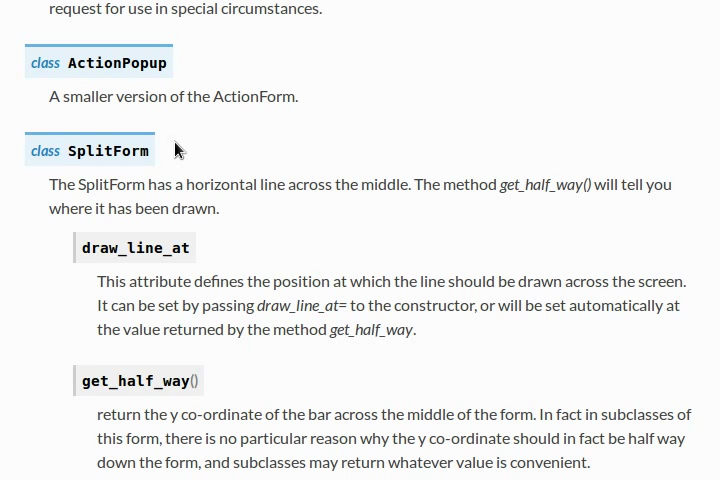 request for use in special circumstances.
class ActionPopup
A smaller version of the ActionForm.
class SplitForm
The SplitForm has a horizontal line across the middle. The method get_half_way() will tell you
where it has been drawn.
draw_line_at
This attribute defines the position at which the line should be drawn across the screen.
It can be set by passing draw_line_at= to the constructor, or will be set automatically at
the value returned by the method get_half_way.
get_half_way()
return the y co-ordinate of the bar across the middle of the form. In fact in subclasses of
this form, there is no particular reason why the y co-ordinate should in fact be half way
down the form, and subclasses may return whatever value is convenient.